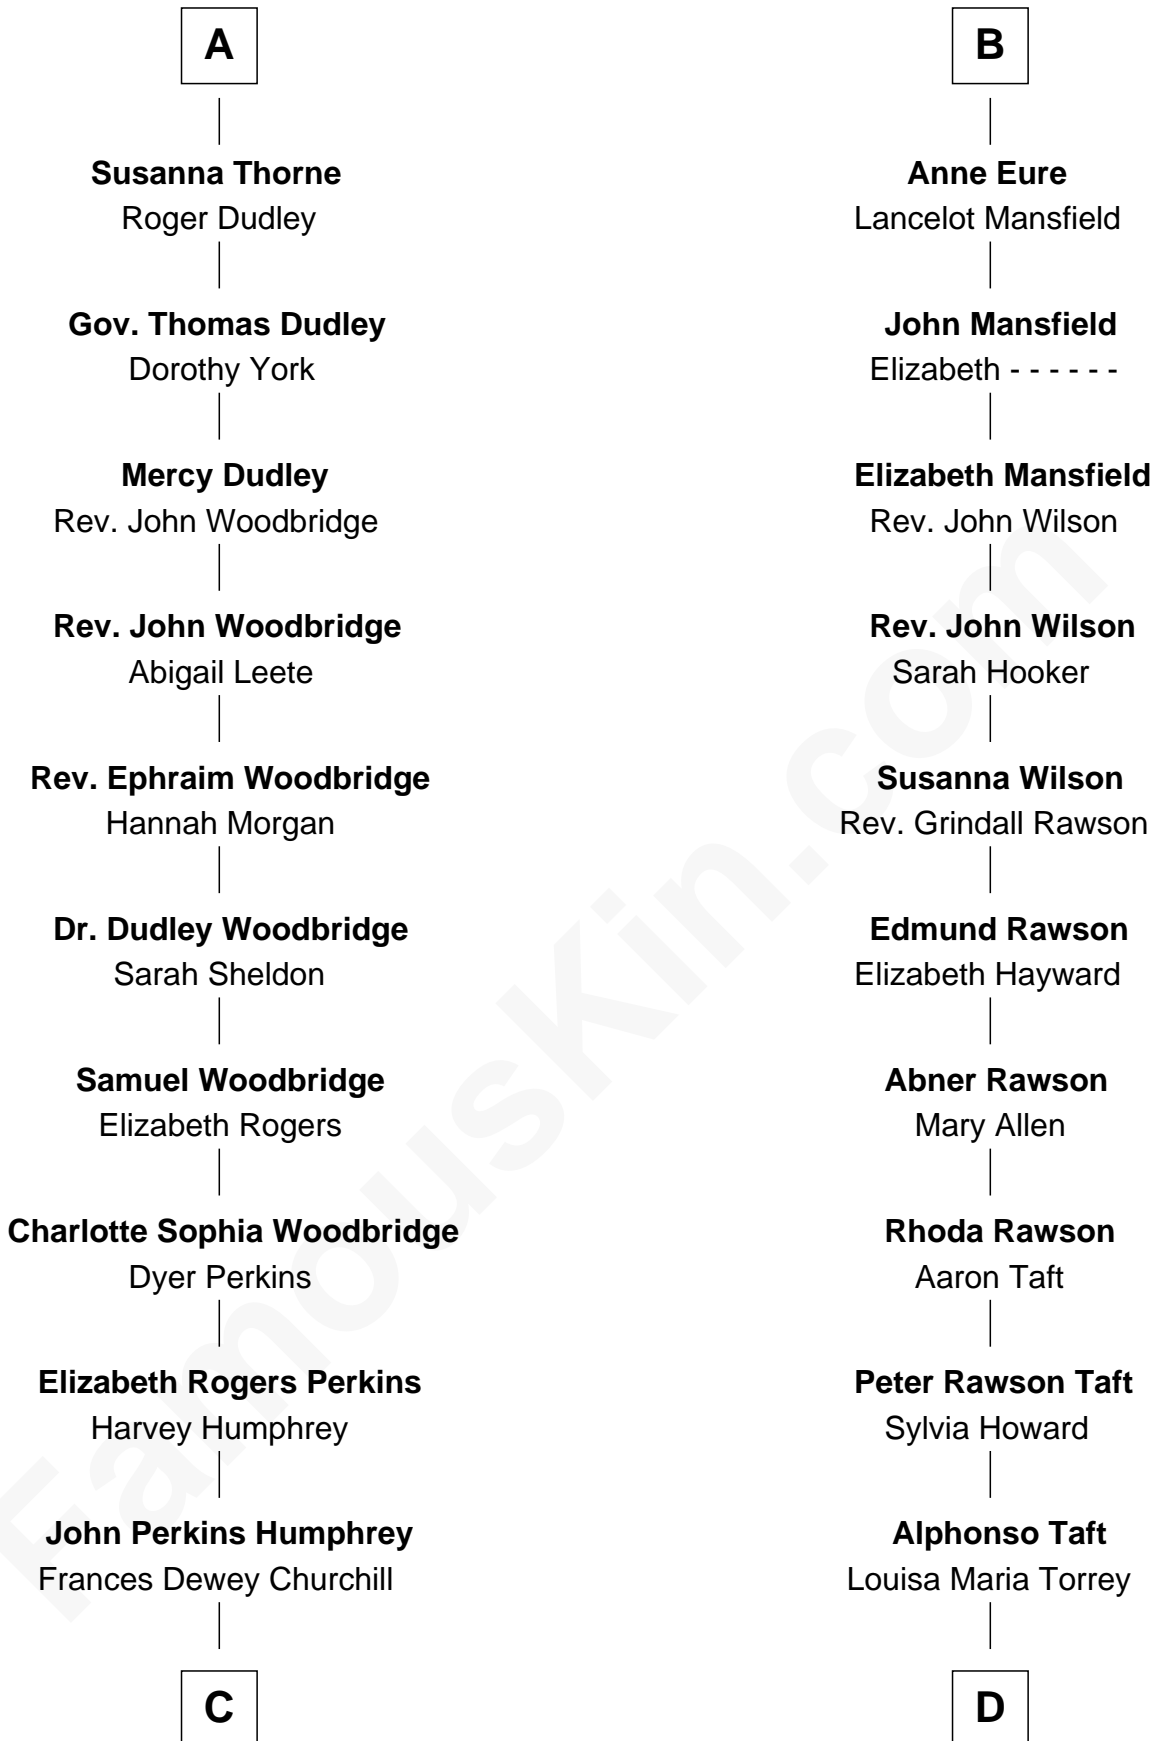 A
Susanna Thorne
Roger Dudley
Gov. Thomas Dudley
Dorothy York
Mercy Dudley
Rev. John Woodbridge
Rev. John Woodbridge
Abigail Leete
Rev. Ephraim Woodbridge
Hannah Morgan
Dr. Dudley Woodbridge
Sarah Sheldon
Samuel Woodbridge
Elizabeth Rogers
Charlotte Sophia Woodbridge
Dyer Perkins
Elizabeth Rogers Perkins
Harvey Humphrey
John Perkins Humphrey
Frances Dewey Churchill
C
B
Anne Eure
Lancelot Mansfield
John Mansfield
Elizabeth - - - - - -
Elizabeth Mansfield
Rev. John Wilson
Rev. John Wilson
Sarah Hooker
Susanna Wilson
Rev. Grindall Rawson
Edmund Rawson
Elizabeth Hayward
Abner Rawson
Mary Allen
Rhoda Rawson
Aaron Taft
Peter Rawson Taft
Sylvia Howard
Alphonso Taft
Louisa Maria Torrey
D
FamousKin.com